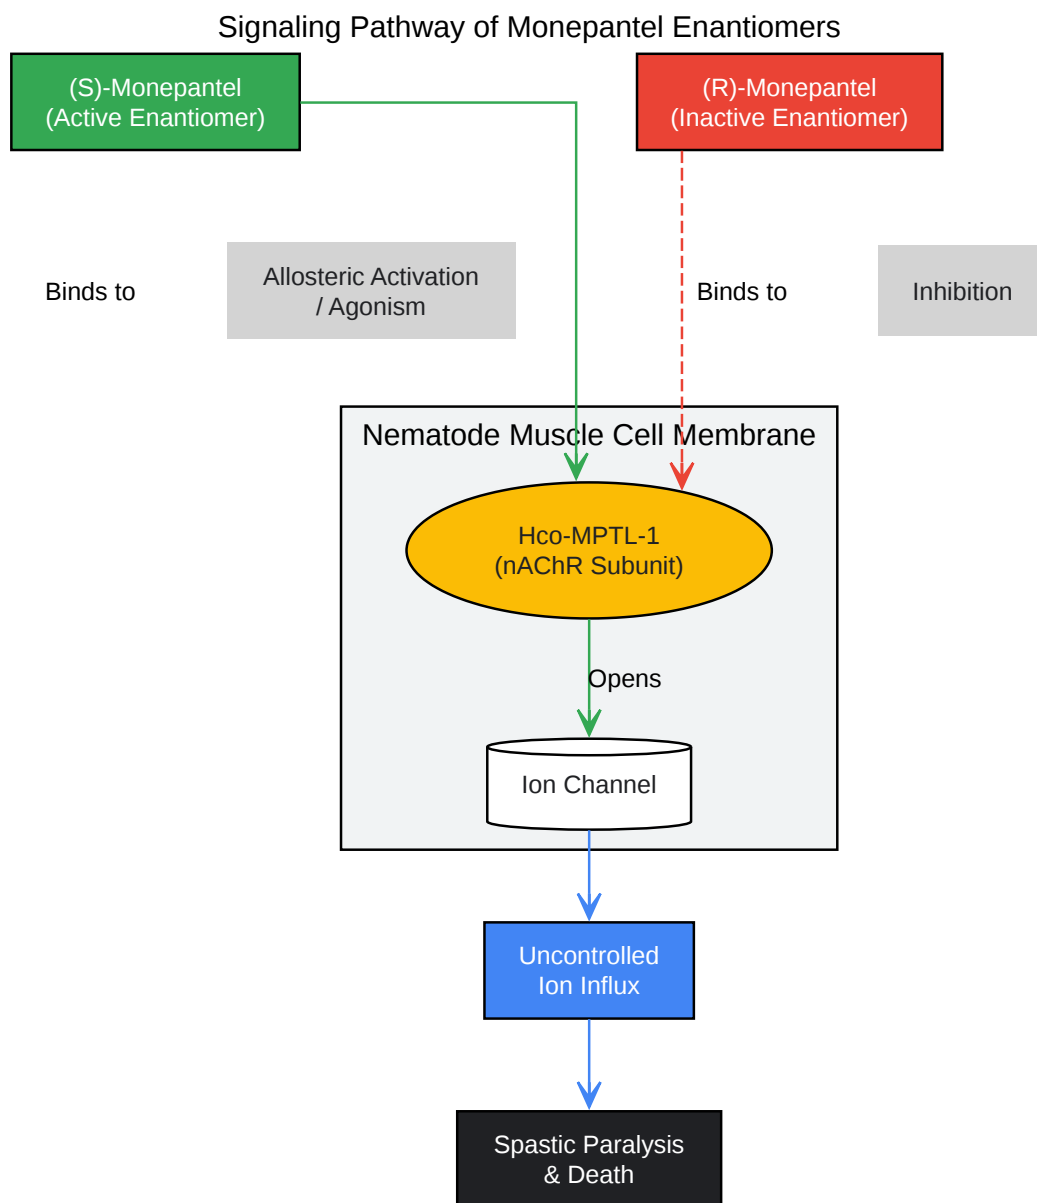 Signaling Pathway of Monepantel Enantiomers
(S)-Monepantel
(Active Enantiomer)
(R)-Monepantel
(Inactive Enantiomer)
Binds to
Allosteric Activation
/ Agonism
Binds to
Inhibition
Nematode Muscle Cell Membrane
Hco-MPTL-1
(nAChR Subunit)
Opens
Ion Channel
Uncontrolled
Ion Influx
Spastic Paralysis
& Death